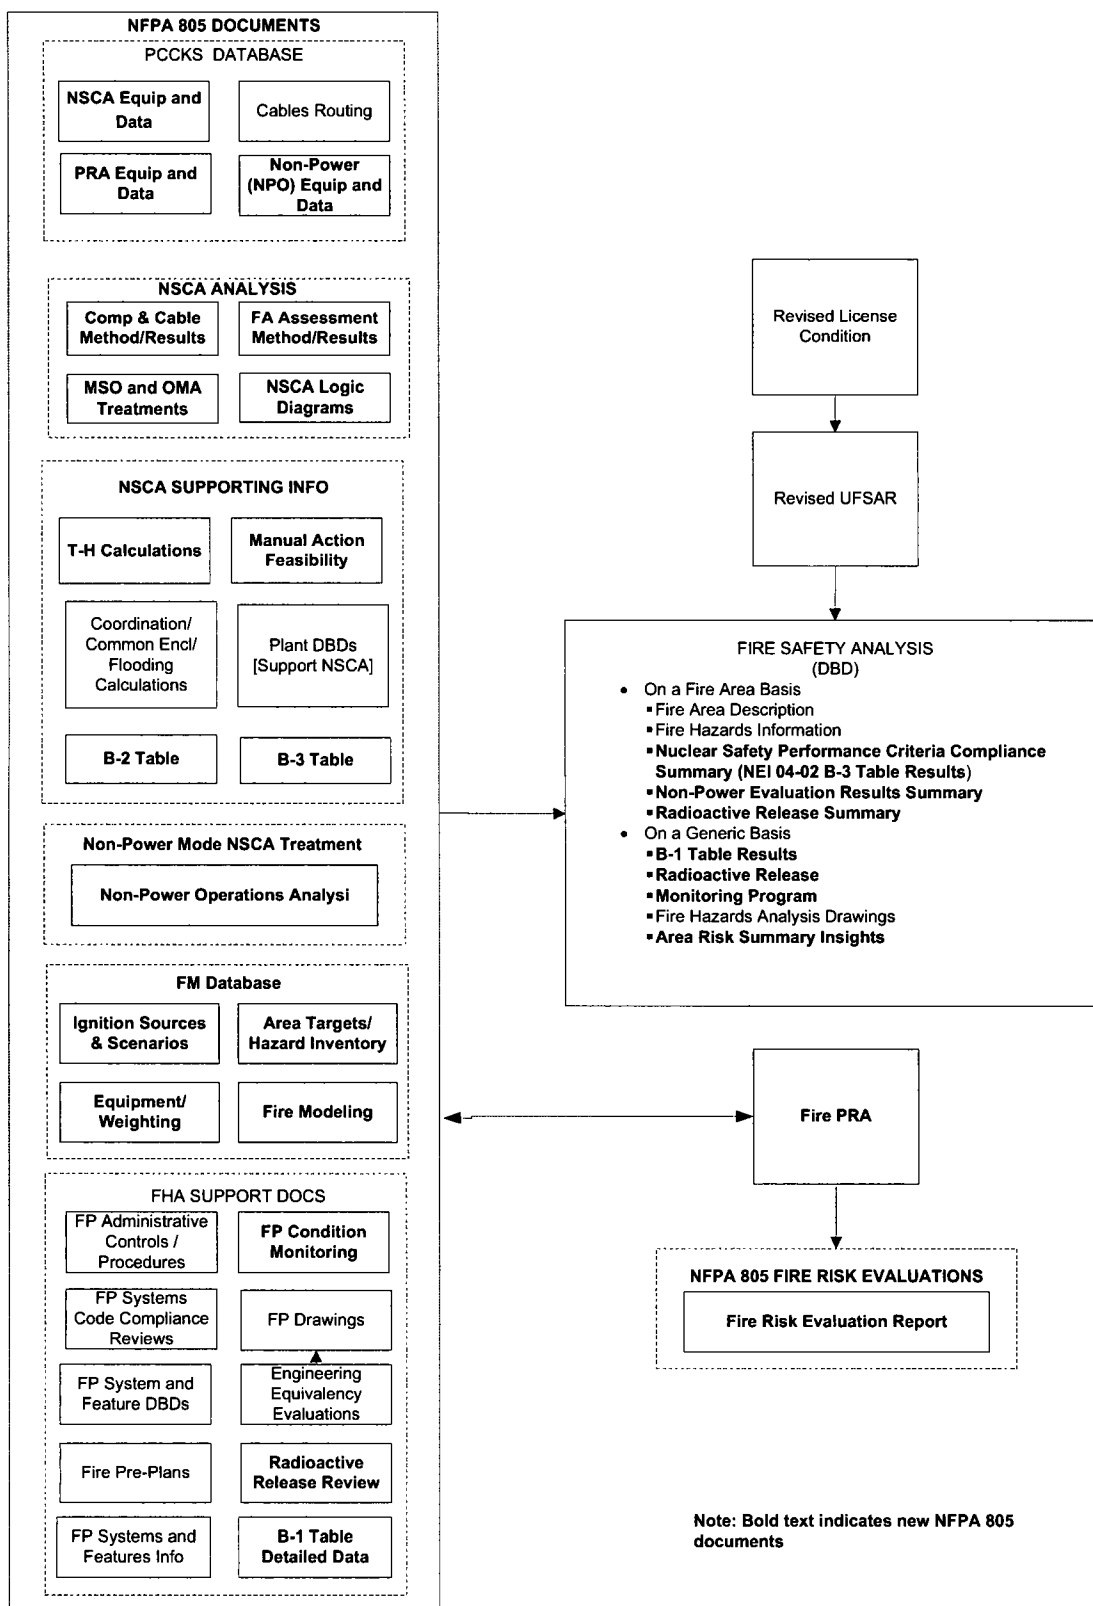 NFPA 805 DOCUMENTS
PCCKS DATABASE
NSCA Equip and
Data
Cables Routing
PRA Equip and
Data
Non-Power
(NPO) Equip and
Data
NSCA ANALYSIS
Comp & Cable
Method/Results
FA Assessment
Method/Results
MSO and OMA
Treatments
NSCA Logic
Diagrams
NSCA SUPPORTING INFO
T-H Calculations
Manual Action
Feasibility
Coordination/
Common Encl/
Flooding
Calculations
Plant DBDs
[Support NSCA]
B-2 Table
B-3 Table
Non-Power Mode NSCA Treatment
Non-Power Operations Analysi
FM Database
Ignition Sources
& Scenarios
Area Targets/
Hazard Inventory
Equipment/
Weighting
Fire Modeling
FHA SUPPORT DOCS
FP Administrative
Controls /
Procedures
FP Condition
Monitoring
FP Systems
Code Compliance
Reviews
FP Drawings
FP System and
Feature DBDs
Engineering
Equivalency
Evaluations
Fire Pre-Plans
Radioactive
Release Review
FP Systems and
Features Info
B-1 Table
Detailed Data
Revised License
Condition
Revised UFSAR
FIRE SAFETY ANALYSIS
(DBD)
• On a Fire Area Basis
▪ Fire Area Description
▪ Fire Hazards Information
▪ Nuclear Safety Performance Criteria Compliance
Summary (NEI 04-02 B-3 Table Results)
▪ Non-Power Evaluation Results Summary
▪ Radioactive Release Summary
• On a Generic Basis
▪ B-1 Table Results
▪ Radioactive Release
▪ Monitoring Program
▪ Fire Hazards Analysis Drawings
▪ Area Risk Summary Insights
Fire PRA
NFPA 805 FIRE RISK EVALUATIONS
Fire Risk Evaluation Report
Note: Bold text indicates new NFPA 805
documents